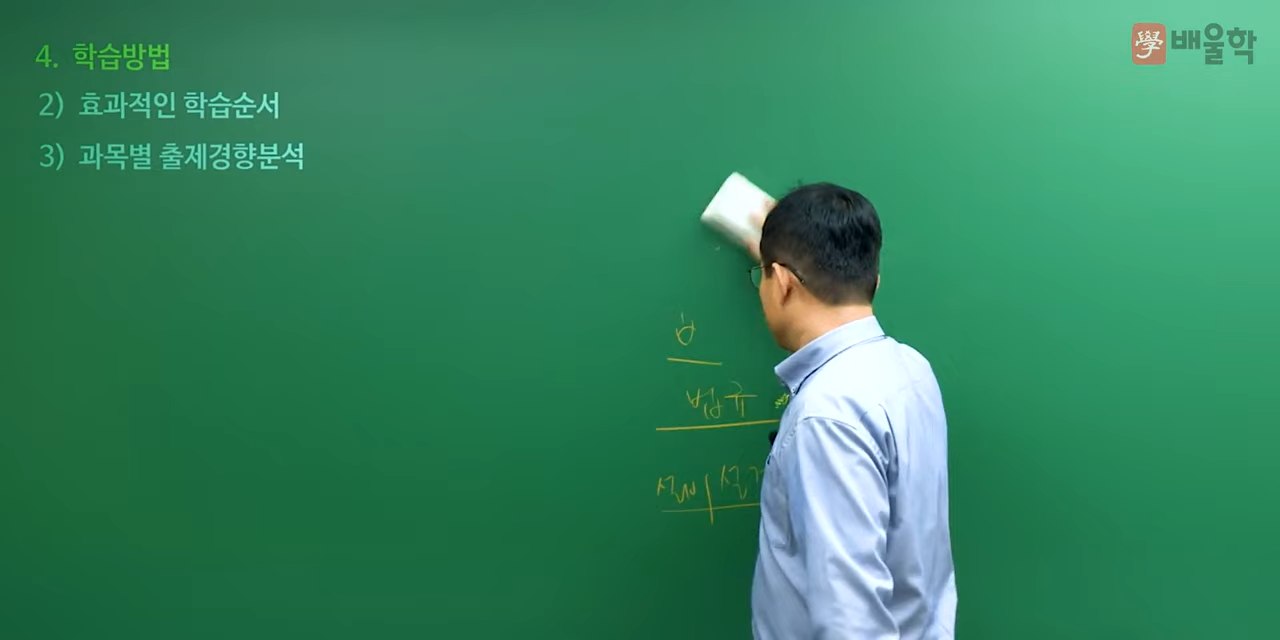 4. 학습방법
2) 효과적인 학습순서
3) 과목별 출제경향분석
學 배울학
법규